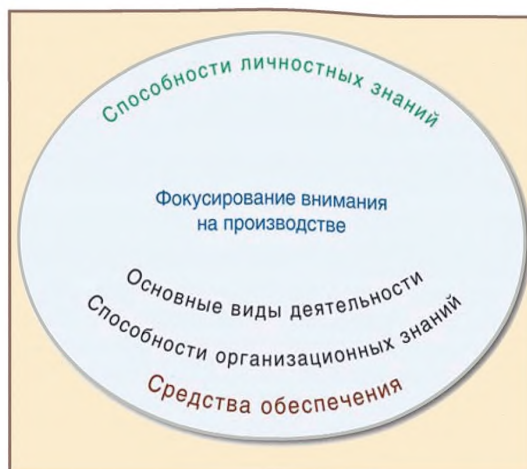 Способности личностных знаний
Фокусирование внимания
на производстве
Основные виды деятельности
Способности организационных знаний
Средства обеспечения